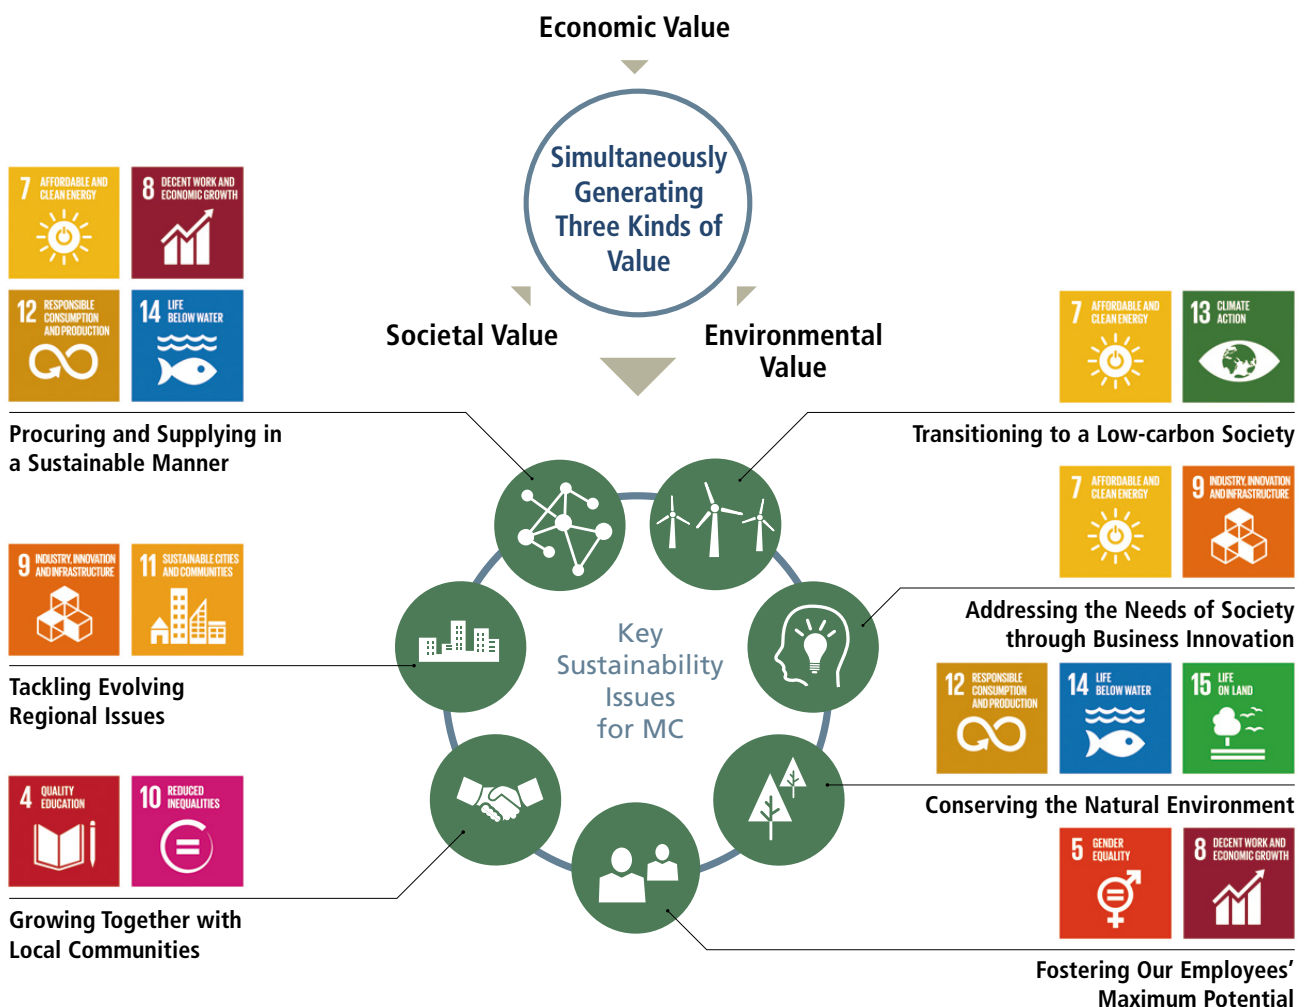 Economic Value
Simultaneously
Generating
Three Kinds of
Value
Societal Value
Environmental
Value
7 AFFORDABLE AND
CLEAN ENERGY
8 DECENT WORK AND
ECONOMIC GROWTH
12 RESPONSIBLE
CONSUMPTION
AND PRODUCTION
14 LIFE
BELOW WATER
Procuring and Supplying in
a Sustainable Manner
9 INDUSTRY, INNOVATION
AND INFRASTRUCTURE
11 SUSTAINABLE CITIES
AND COMMUNITIES
Tackling Evolving
Regional Issues
4 QUALITY
EDUCATION
10 REDUCED
INEQUALITIES
Growing Together with
Local Communities
Key
Sustainability
Issues
for MC
7 AFFORDABLE AND
CLEAN ENERGY
13 CLIMATE
ACTION
Transitioning to a Low-carbon Society
7 AFFORDABLE AND
CLEAN ENERGY
9 INDUSTRY, INNOVATION
AND INFRASTRUCTURE
Addressing the Needs of Society
through Business Innovation
12 RESPONSIBLE
CONSUMPTION
AND PRODUCTION
14 LIFE
BELOW WATER
15 LIFE
ON LAND
Conserving the Natural Environment
5 GENDER
EQUALITY
8 DECENT WORK AND
ECONOMIC GROWTH
Fostering Our Employees’
Maximum Potential